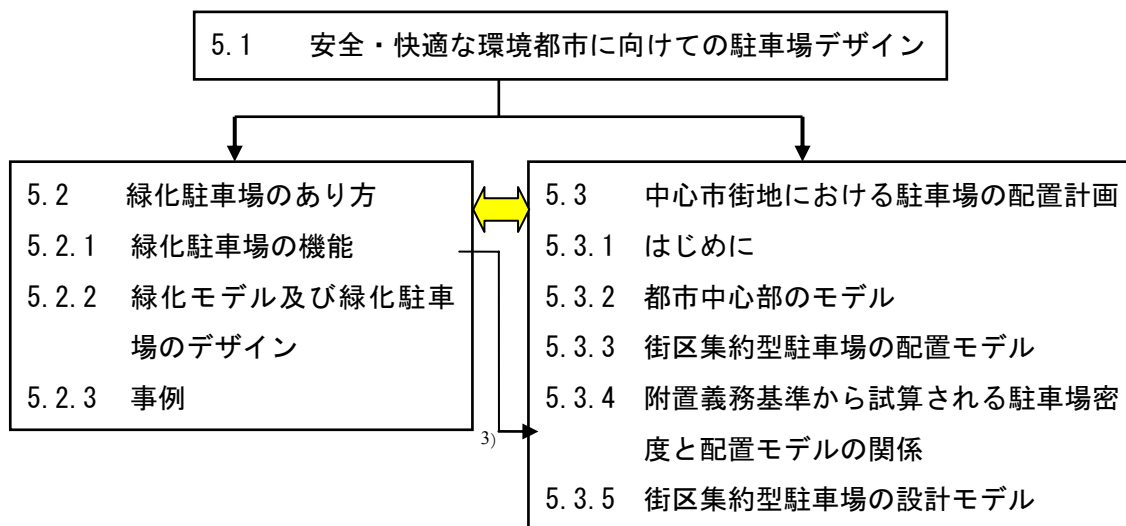 5.1 安全・快適な環境都市に向けての駐車場デザイン
5.2 緑化駐車場のあり方
5.2.1 緑化駐車場の機能
5.2.2 緑化モデル及び緑化駐車
場のデザイン
5.2.3 事例
3)
5.3 中心市街地における駐車場の配置計画
5.3.1 はじめに
5.3.2 都市中心部のモデル
5.3.3 街区集約型駐車場の配置モデル
5.3.4 附置義務基準から試算される駐車場密
度と配置モデルの関係
5.3.5 街区集約型駐車場の設計モデル